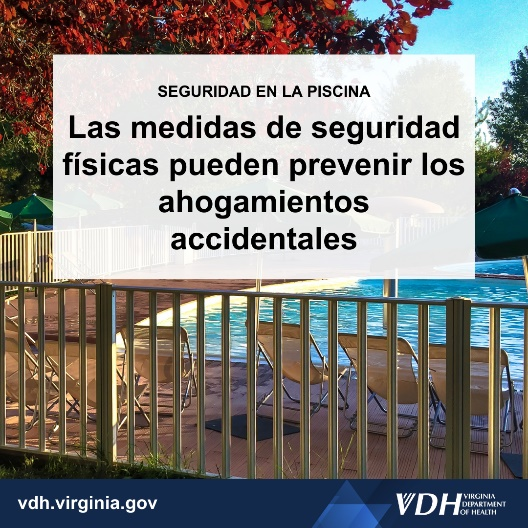 SEGURIDAD EN LA PISCINA
Las medidas de seguridad
físicas pueden prevenir los
ahogamientos
accidentales
vdh.virginia.gov
VDH VIRGINIA
DEPARTMENT
OF HEALTH